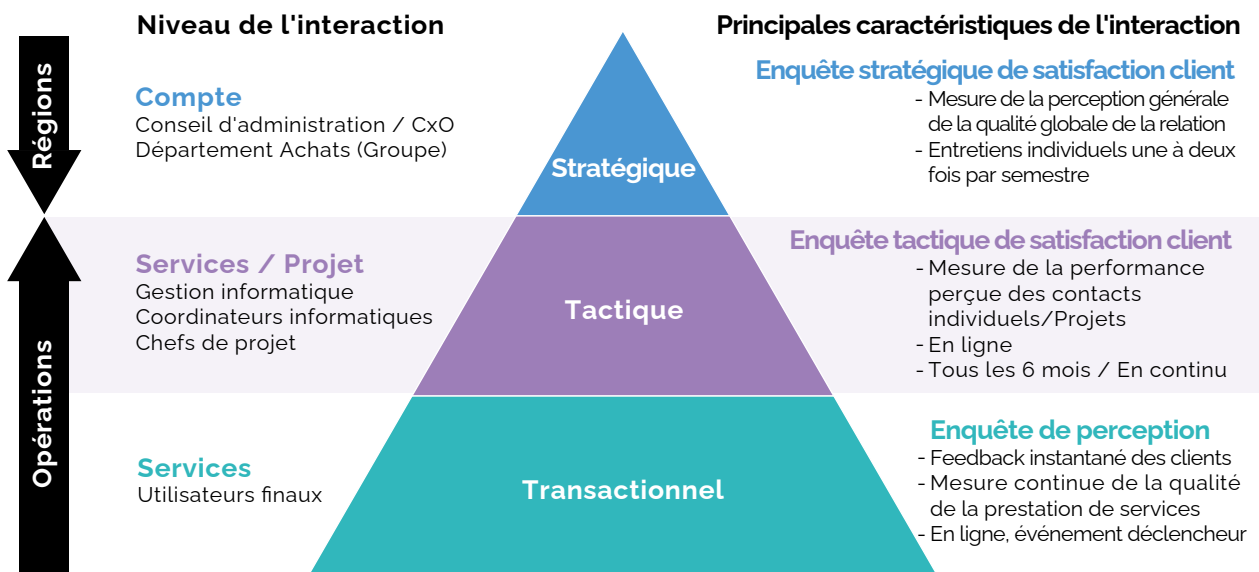 Niveau de l'interaction
Principales caractéristiques de l'interaction
Régions
Compte
Conseil d'administration / CxO
Département Achats (Groupe)
Stratégique
Enquête stratégique de satisfaction client
- Mesure de la perception générale
de la qualité globale de la relation
- Entretiens individuels une à deux
fois par semestre
Opérations
Services / Projet
Gestion informatique
Coordinateurs informatiques
Chefs de projet
Tactique
Enquête tactique de satisfaction client
- Mesure de la performance
perçue des contacts
individuels/Projets
- En ligne
- Tous les 6 mois / En continu
Services
Utilisateurs finaux
Transactionnel
Enquête de perception
- Feedback instantané des clients
- Mesure continue de la qualité
de la prestation de services
- En ligne, événement déclencheur